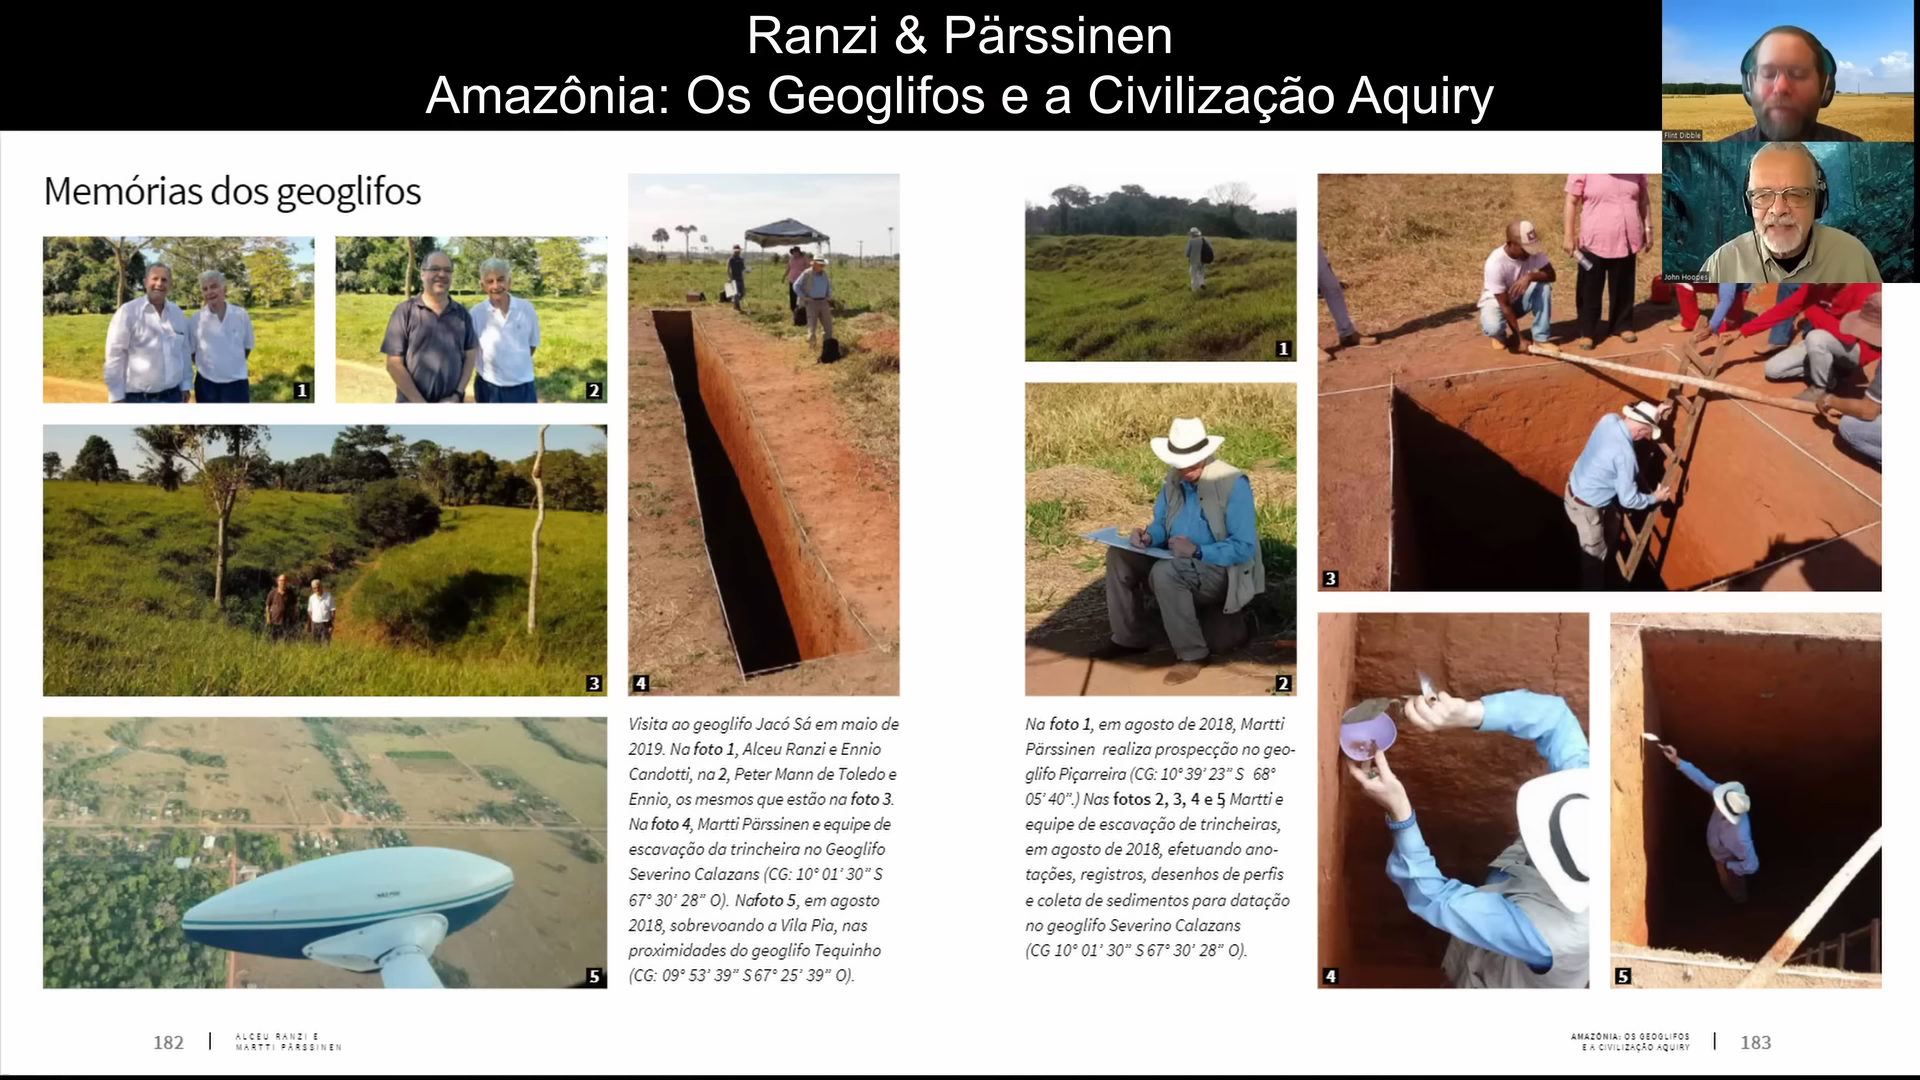 Ranzi & Pärssinen
Amazônia: Os Geoglifos e a Civilização Aquiry
Flint Dibble
John Hoopes
Memórias dos geoglifos
1
2
3
4
5
Visita ao geoglifo Jacó Sá em maio de
2019. Na foto 1, Alceu Ranzi e Ennio
Candotti, na 2, Peter Mann de Toledo e
Ennio, os mesmos que estão na foto 3.
Na foto 4, Martti Pärssinen e equipe de
escavação da trincheira no Geoglifo
Severino Calazans (CG: 10° 01’ 30” S
67° 30’ 28” O). Nafoto 5, em agosto
2018, sobrevoando a Vila Pia, nas
proximidades do geoglifo Tequinho
(CG: 09° 53’ 39” S 67° 25’ 39” O).
1
2
3
4
5
Na foto 1, em agosto de 2018, Martti
Pärssinen realiza prospecção no geo-
glifo Piçarreira (CG: 10° 39’ 23” S 68°
05’ 40”.) Nas fotos 2, 3, 4 e 5, Martti e
equipe de escavação de trincheiras,
em agosto de 2018, efetuando ano-
tações, registros, desenhos de perfis
e coleta de sedimentos para datação
no geoglifo Severino Calazans
(CG 10° 01’ 30” S 67° 30’ 28” O).
182 | ALCEU RANZI E
MARTTI PÄRSSINEN
AMAZÔNIA: OS GEOGLIFOS
E A CIVILIZAÇÃO AQUIRY | 183